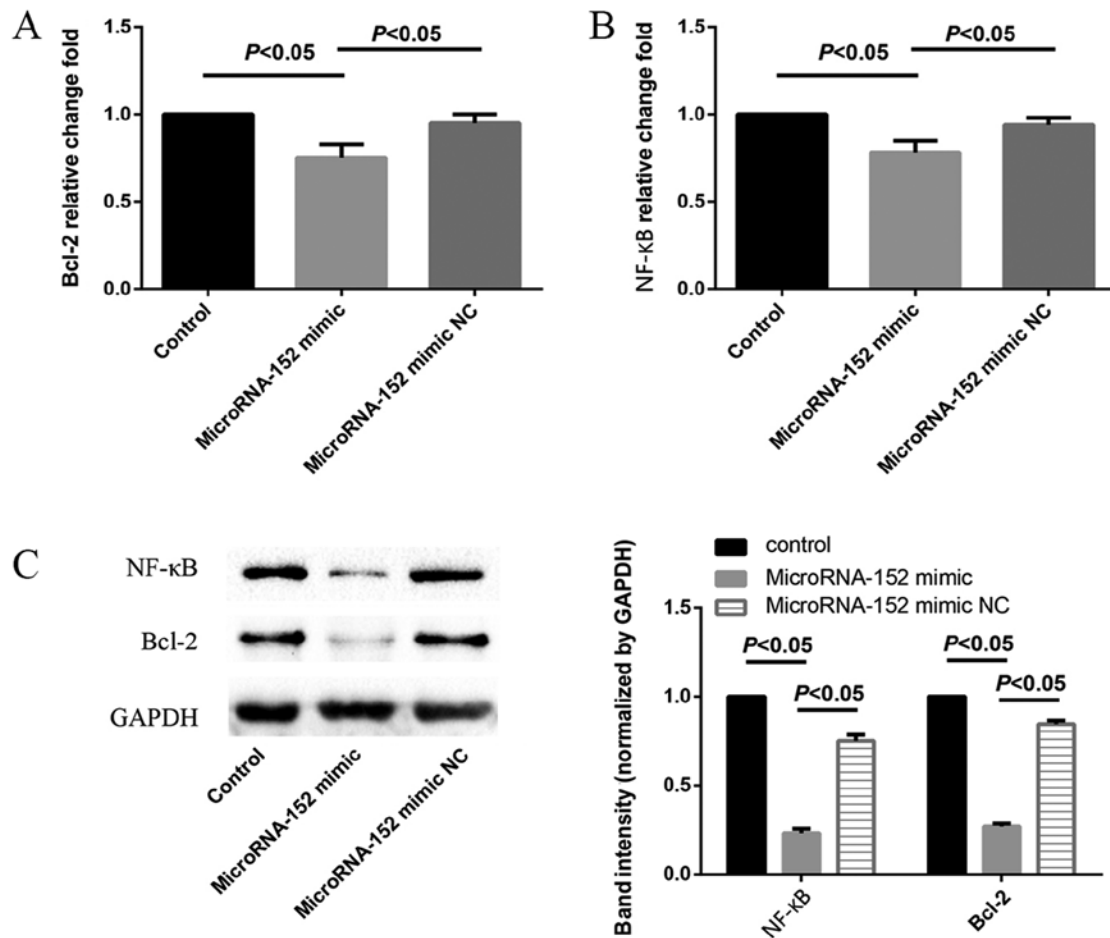 A
Bcl-2 relative change fold
1.5
1.0
0.5
0.0
P<0.05
P<0.05
Control
MicroRNA-152 mimic
MicroRNA-152 mimic NC
B
NF-κB relative change fold
1.5
1.0
0.5
0.0
P<0.05
P<0.05
Control
MicroRNA-152 mimic
MicroRNA-152 mimic NC
C
NF-κB
Bcl-2
GAPDH
Control
MicroRNA-152 mimic
MicroRNA-152 mimic NC
control
MicroRNA-152 mimic
MicroRNA-152 mimic NC
Band intensity (normalized by GAPDH)
1.5
1.0
0.5
0.0
P<0.05
P<0.05
P<0.05
P<0.05
NF-κB
Bcl-2